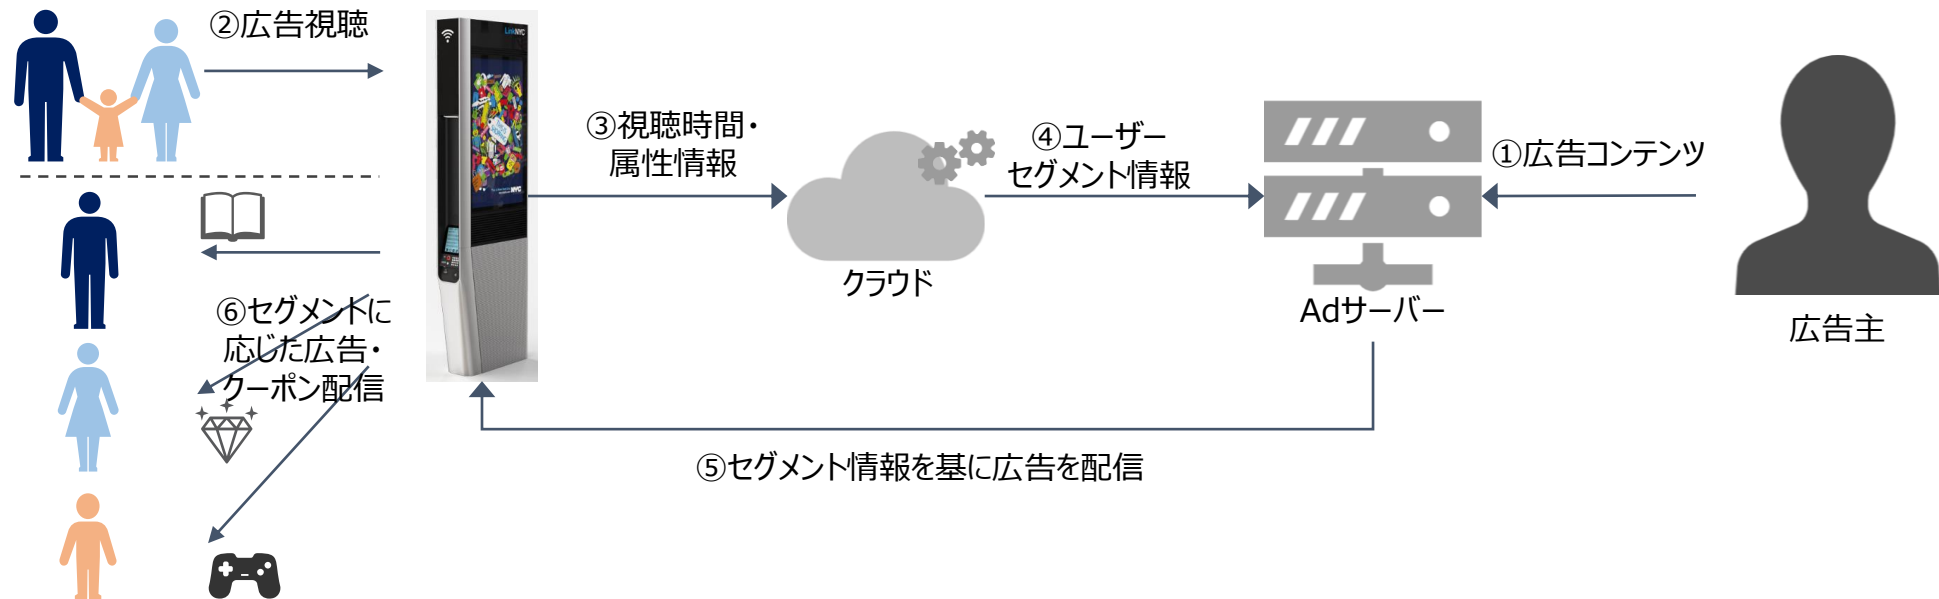 ②広告視聴
LinkNYC
③視聴時間・
属性情報
④ユーザー
セグメント情報
①広告コンテンツ
NYC
クラウド
Adサーバー
広告主
⑥セグメントに
応じた広告・
クーポン配信
⑤セグメント情報を基に広告を配信